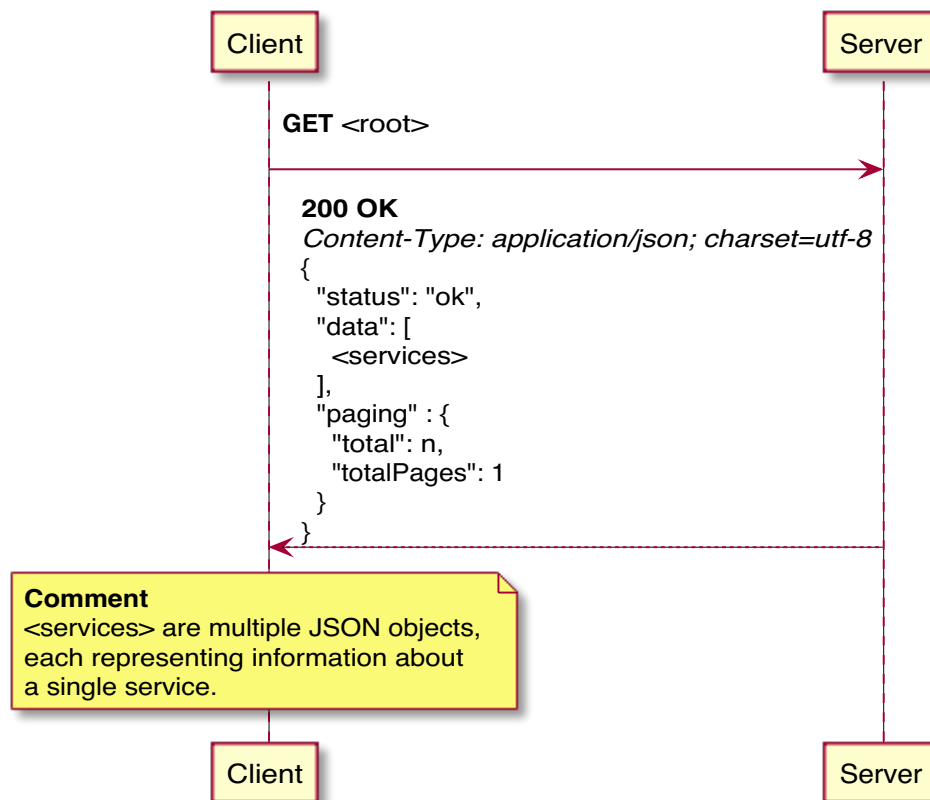 Client
Server
GET <root>
200 OK
Content-Type: application/json; charset=utf-8
{
"status": "ok",
"data": [
<services>
],
"paging" : {
"total": n,
"totalPages": 1
}
}
Comment
<services> are multiple JSON objects,
each representing information about
a single service.
Client
Server